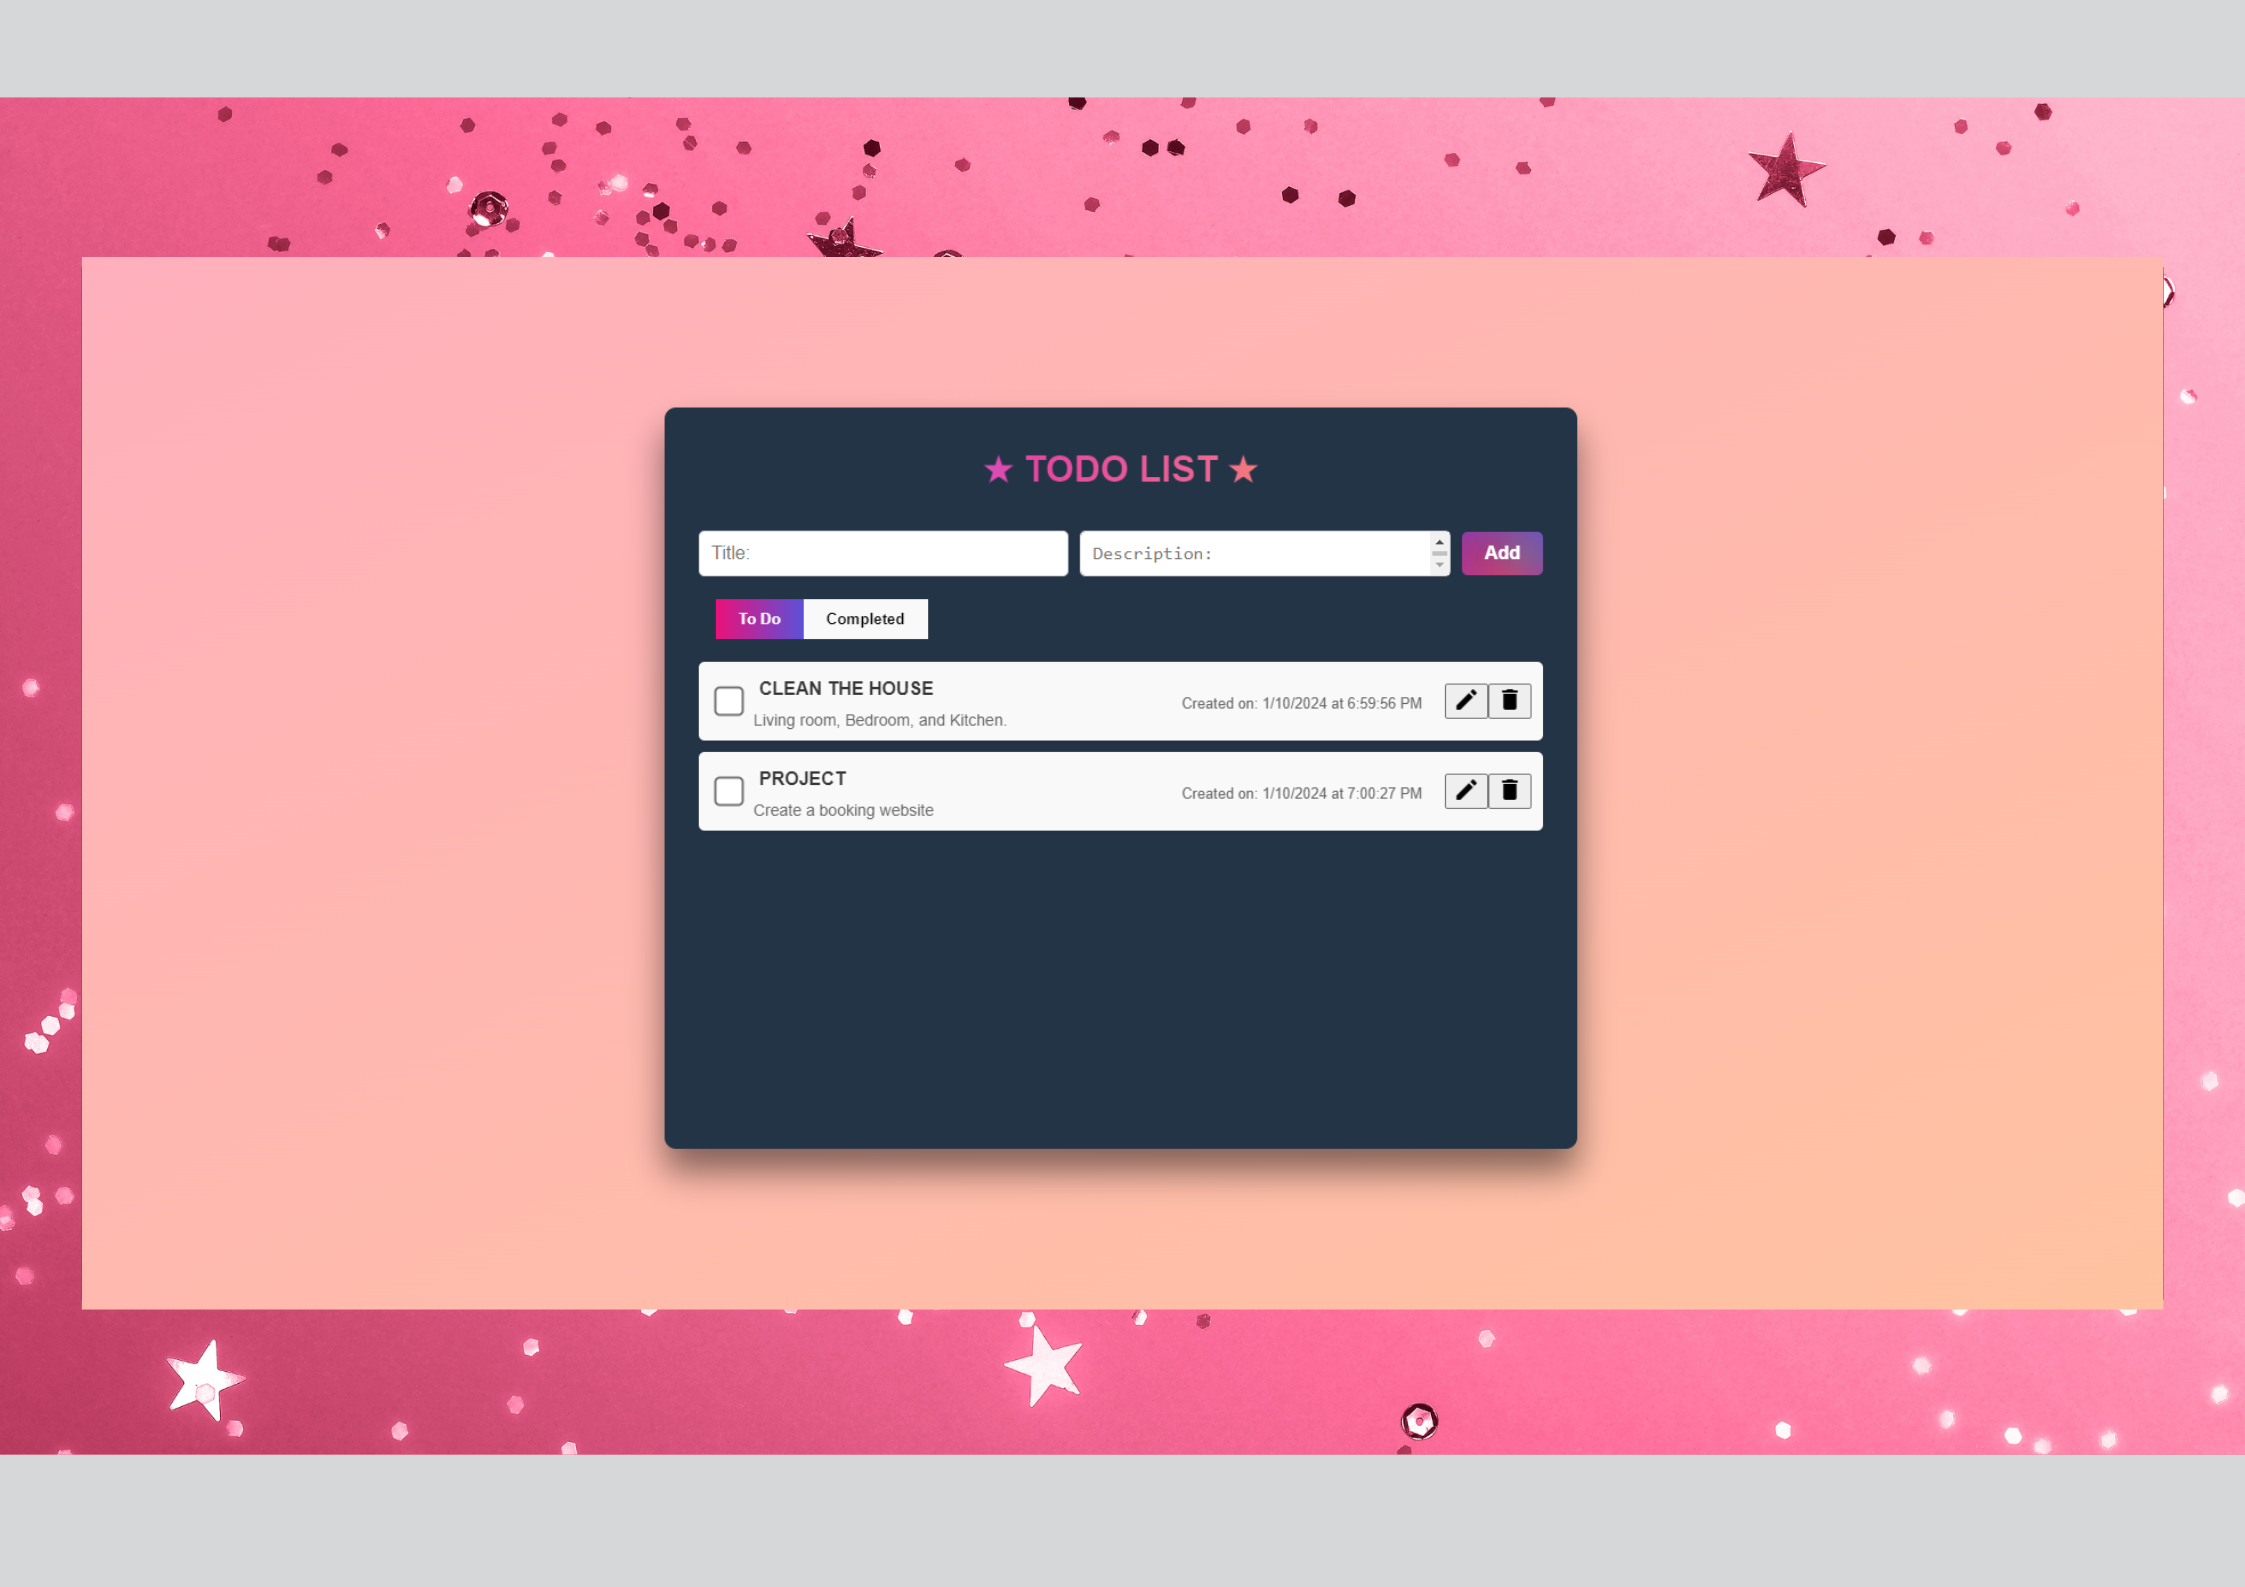 ★ TODO LIST ★
Title:
Description:
Add
To Do
Completed
CLEAN THE HOUSE
Living room, Bedroom, and Kitchen.
Created on: 1/10/2024 at 6:59:56 PM
PROJECT
Create a booking website
Created on: 1/10/2024 at 7:00:27 PM